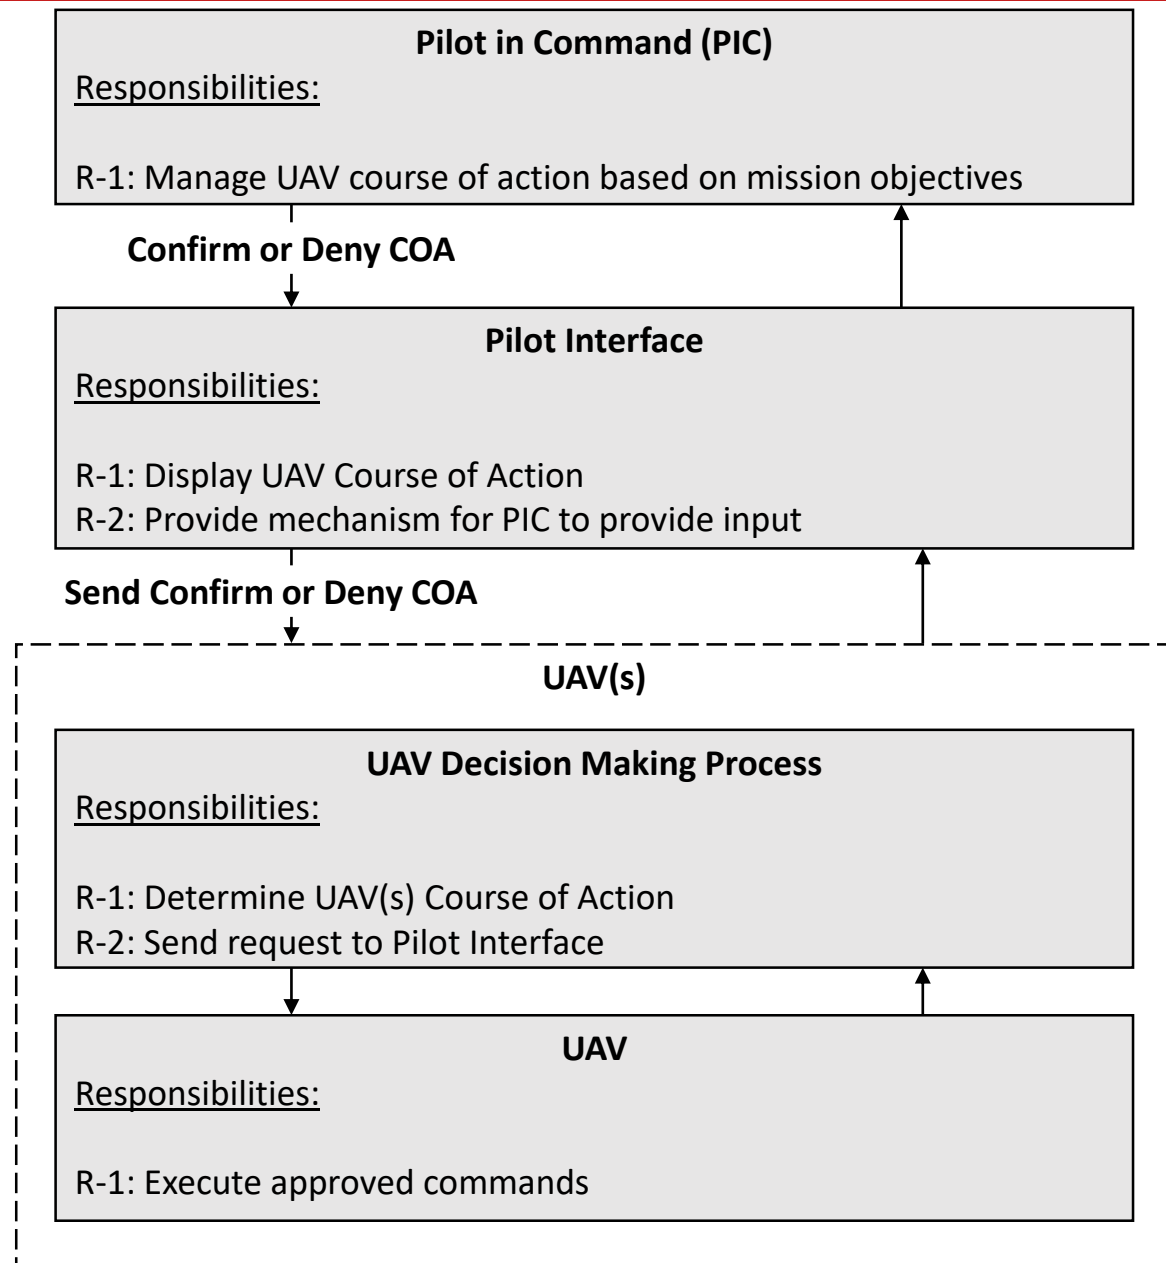 Pilot in Command (PIC)
Responsibilities:
R-1: Manage UAV course of action based on mission objectives
Confirm or Deny COA
Pilot Interface
Responsibilities:
R-1: Display UAV Course of Action
R-2: Provide mechanism for PIC to provide input
Send Confirm or Deny COA
UAV(s)
UAV Decision Making Process
Responsibilities:
R-1: Determine UAV(s) Course of Action
R-2: Send request to Pilot Interface
UAV
Responsibilities:
R-1: Execute approved commands